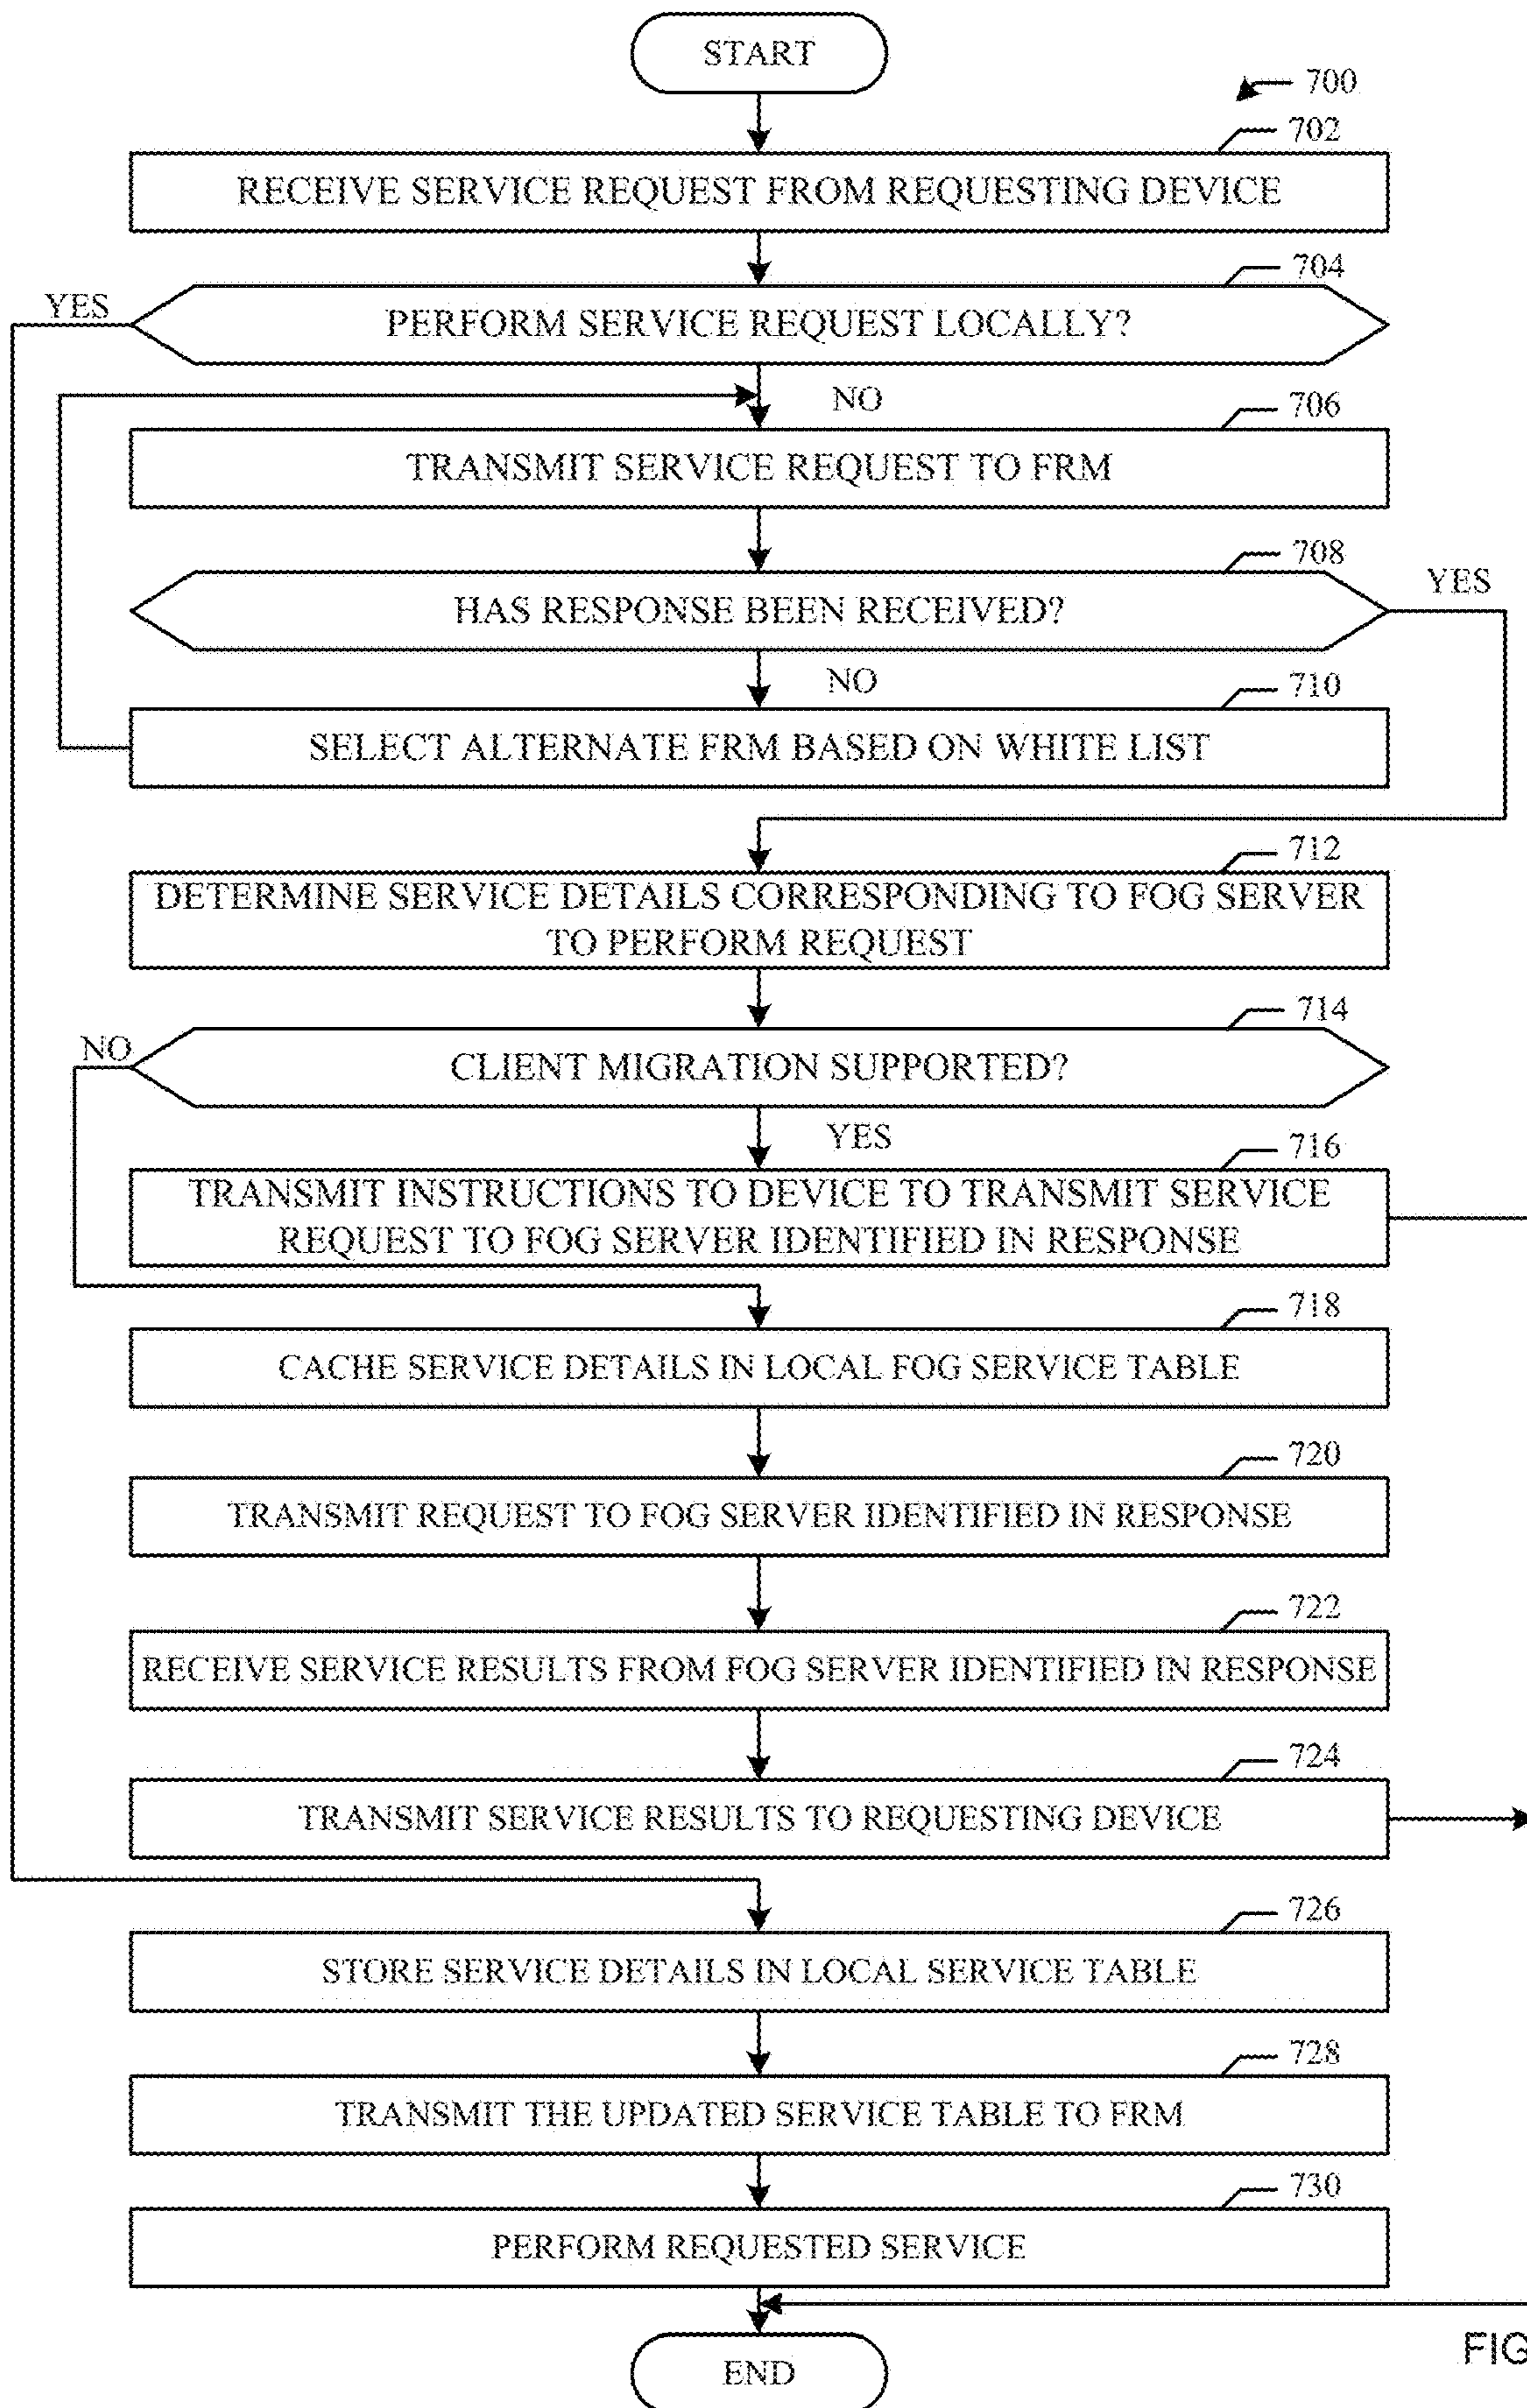 START
700
702
RECEIVE SERVICE REQUEST FROM REQUESTING DEVICE
704
YES
PERFORM SERVICE REQUEST LOCALLY?
NO
706
TRANSMIT SERVICE REQUEST TO FRM
708
YES
HAS RESPONSE BEEN RECEIVED?
NO
710
SELECT ALTERNATE FRM BASED ON WHITE LIST
712
DETERMINE SERVICE DETAILS CORRESPONDING TO FOG SERVER
TO PERFORM REQUEST
714
NO
CLIENT MIGRATION SUPPORTED?
YES
716
TRANSMIT INSTRUCTIONS TO DEVICE TO TRANSMIT SERVICE
REQUEST TO FOG SERVER IDENTIFIED IN RESPONSE
718
CACHE SERVICE DETAILS IN LOCAL FOG SERVICE TABLE
720
TRANSMIT REQUEST TO FOG SERVER IDENTIFIED IN RESPONSE
722
RECEIVE SERVICE RESULTS FROM FOG SERVER IDENTIFIED IN RESPONSE
724
TRANSMIT SERVICE RESULTS TO REQUESTING DEVICE
726
STORE SERVICE DETAILS IN LOCAL SERVICE TABLE
728
TRANSMIT THE UPDATED SERVICE TABLE TO FRM
730
PERFORM REQUESTED SERVICE
FIG
END